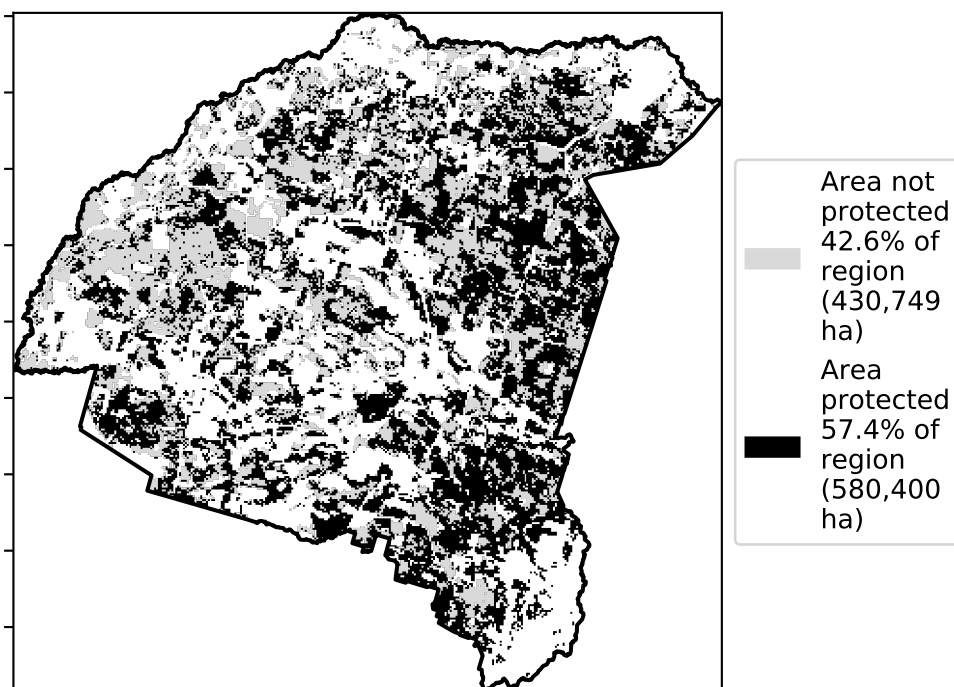 Area not
protected
42.6% of
region
(430,749
ha)
Area
protected
57.4% of
region
(580,400
ha)